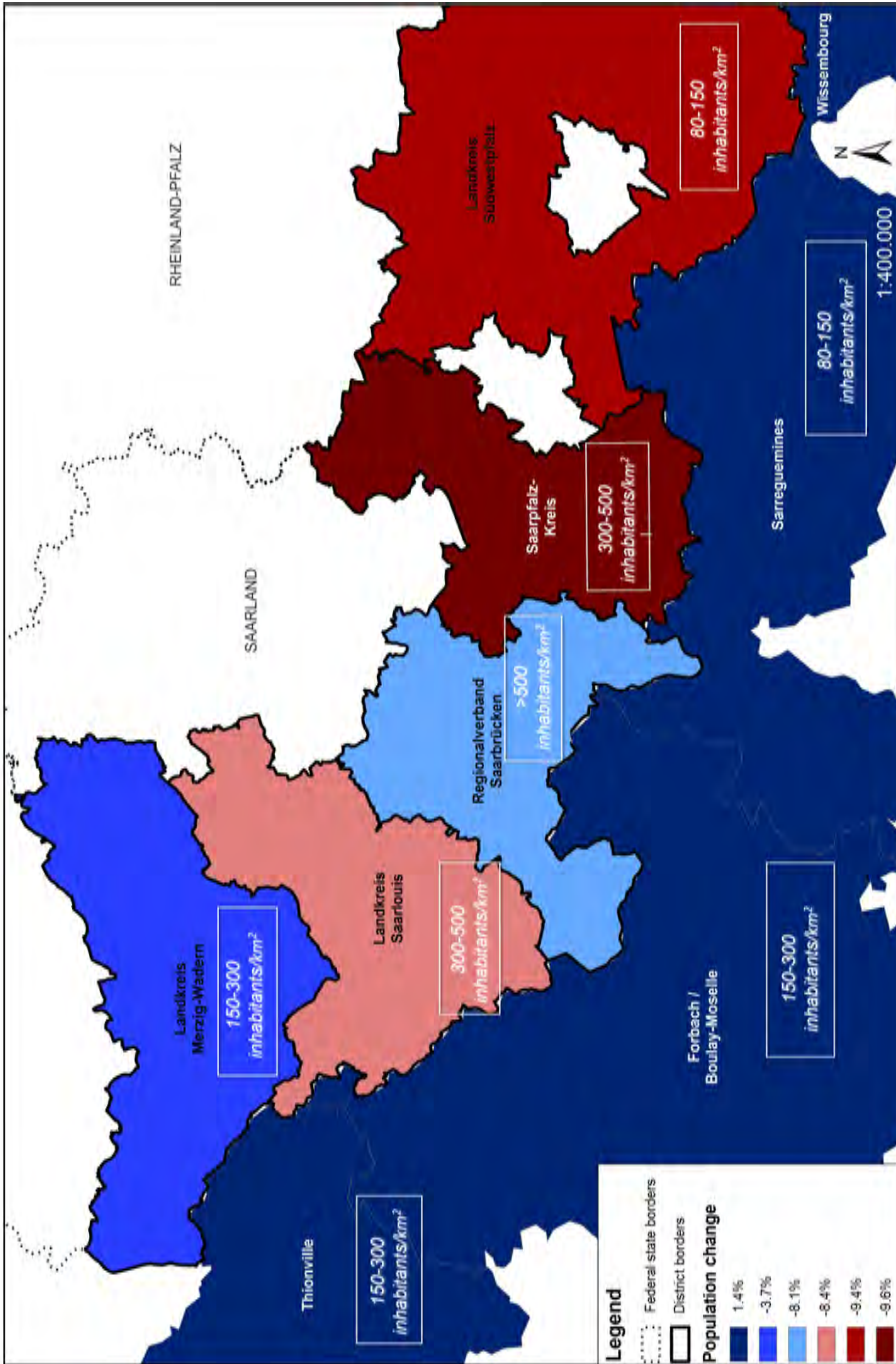 RHEINLAND-PFALZ
SAARLAND
Landkreis
Merzig-Wadern
150-300
inhabitants/km²
Landkreis
Saarlouis
300-500
inhabitants/km²
Regionalverband
Saarbrücken
>500
inhabitants/km²
Saarpfalz-
Kreis
300-500
inhabitants/km²
Landkreis
Südwestpfalz
80-150
inhabitants/km²
Thionville
150-300
inhabitants/km²
Forbach /
Boulay-Moselle
150-300
inhabitants/km²
Sarreguemines
80-150
inhabitants/km²
Wissembourg
N
1:400.000
Legend
Federal state borders
District borders
Population change
1.4%
-3.7%
-8.1%
-8.4%
-9.4%
-9.6%